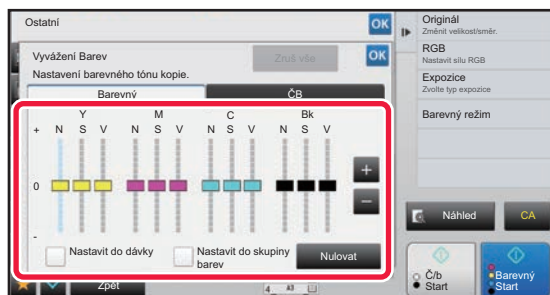 Ostatní
OK
Vyvážení Barev
Zruš vše
OK
Nastavení barevného tónu kopie.
Barevný
ČB
Y
M
C
Bk
+ N S V N S V N S V N S V
0
+
-
-
Nastavit do dávky
Nastavit do skupiny
barev
Nulovat
Zpět
4
A3
Originál
Změnit velikost/směr.
RGB
Nastavit sílu RGB
Expozice
Zvolte typ expozice
Barevný režim
Náhled
CA
Č/b
Start
Barevný
Start